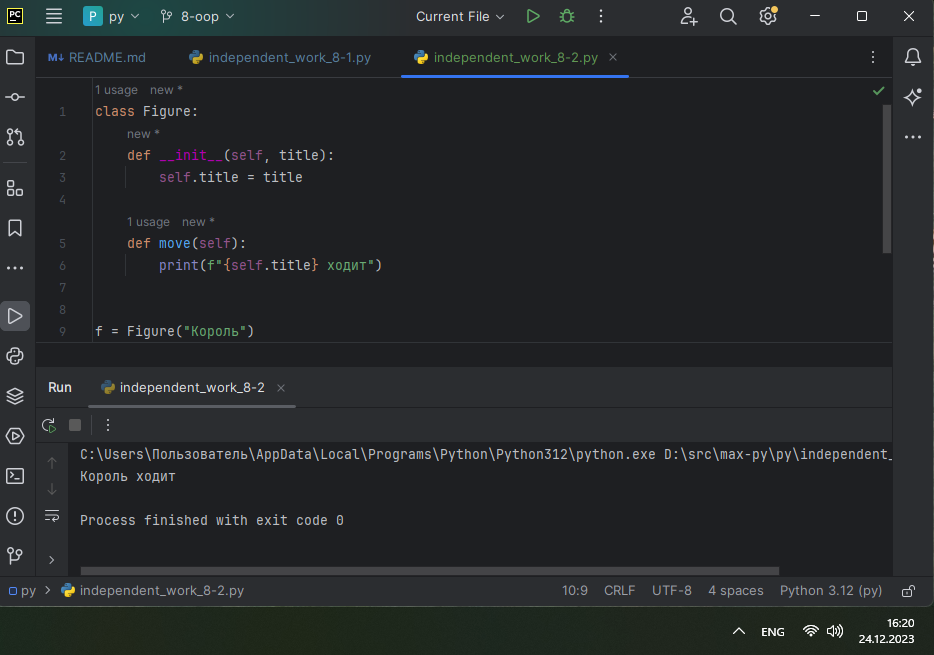 PC P py 8-oop Current File
README.md independent_work_8-1.py independent_work_8-2.py
1 usage new *
1 class Figure:
new *
2 def __init__(self, title):
3 self.title = title
4
1 usage new *
5 def move(self):
6 print(f"{self.title} ходит")
7
8
9 f = Figure("Король")
Run independent_work_8-2
C:\Users\Пользователь\AppData\Local\Programs\Python\Python312\python.exe D:\src\max-py\py\independent_
Король ходит
Process finished with exit code 0
py independent_work_8-2.py 10:9 CRLF UTF-8 4 spaces Python 3.12 (py)
ENG 16:20
24.12.2023